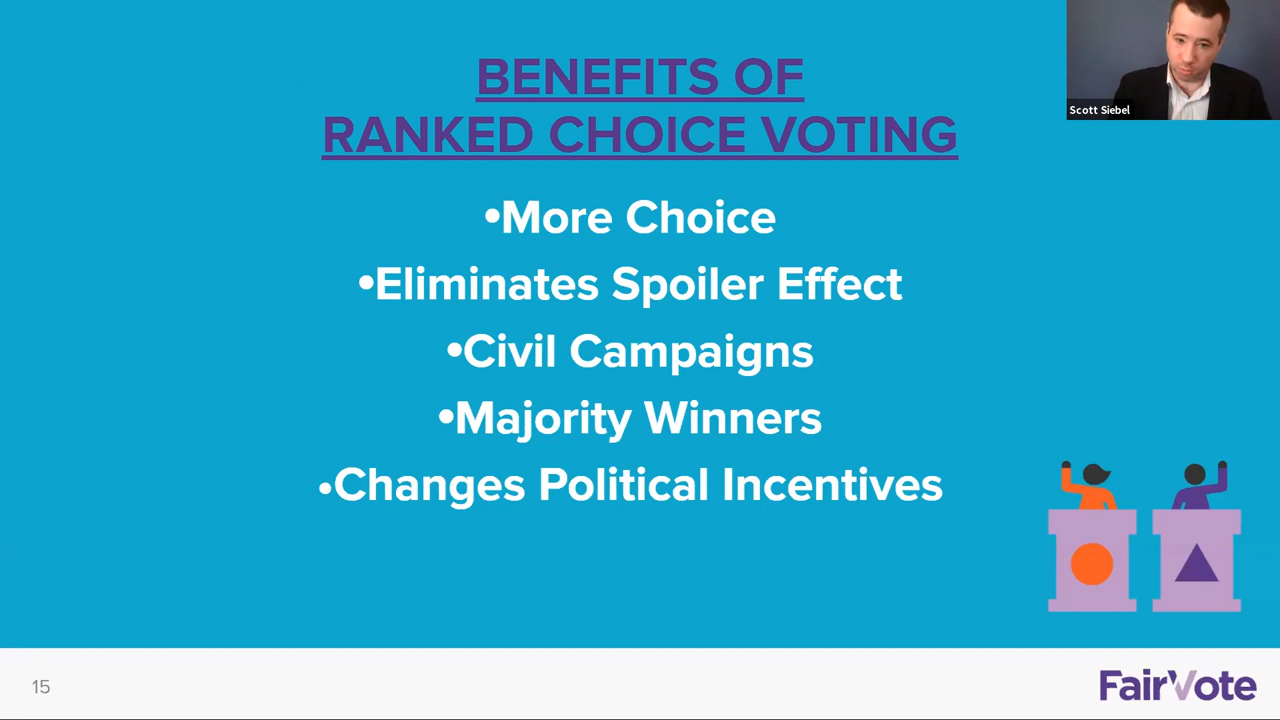 BENEFITS OF
RANKED CHOICE VOTING
Scott Siebel
•More Choice
•Eliminates Spoiler Effect
•Civil Campaigns
•Majority Winners
•Changes Political Incentives
15
FairVote